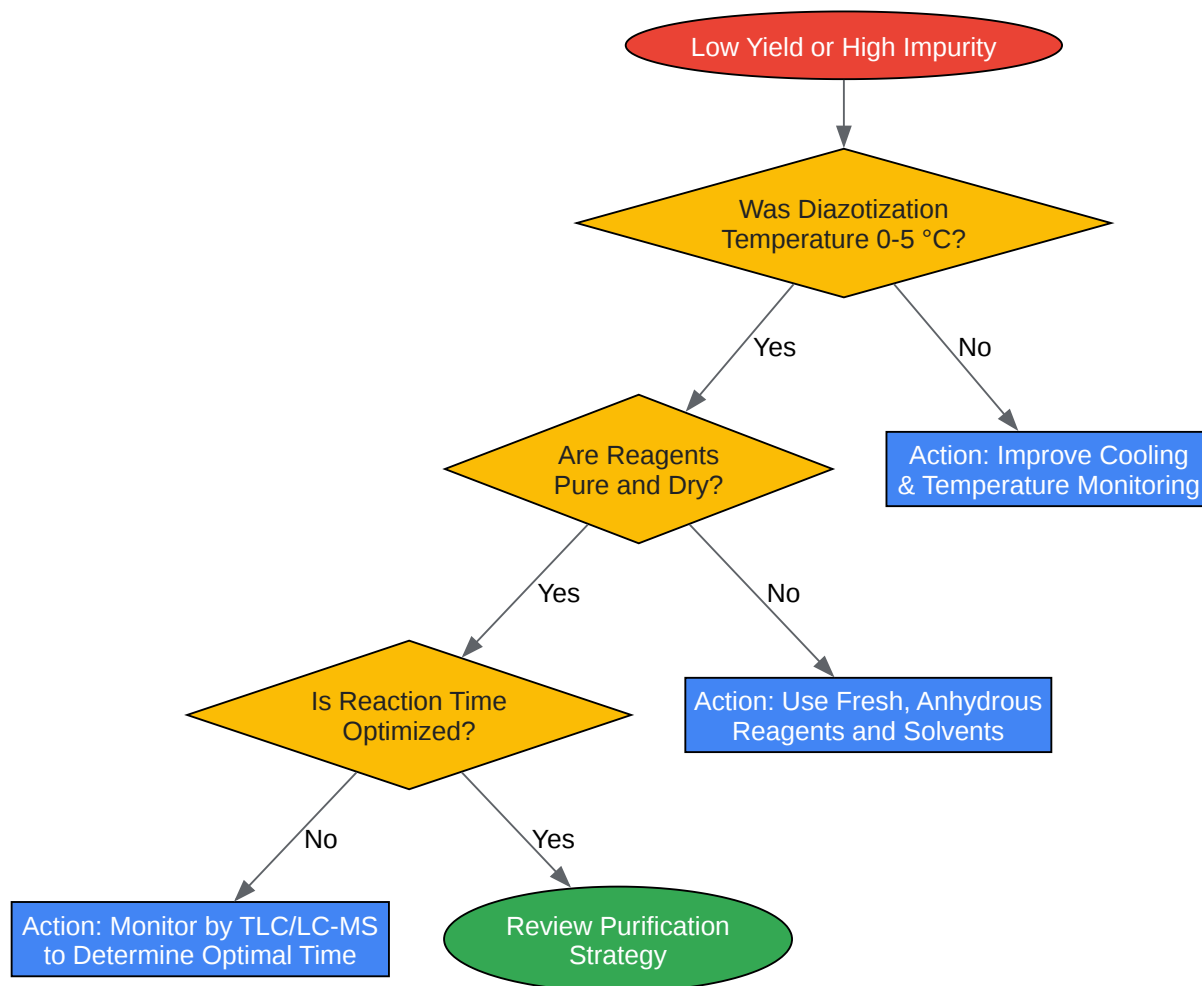 Low Yield or High Impurity
Was Diazotization
Temperature 0-5 °C?
Yes
No
Are Reagents
Pure and Dry?
Action: Improve Cooling
& Temperature Monitoring
Yes
No
Is Reaction Time
Optimized?
Action: Use Fresh, Anhydrous
Reagents and Solvents
No
Yes
Action: Monitor by TLC/LC-MS
to Determine Optimal Time
Review Purification
Strategy